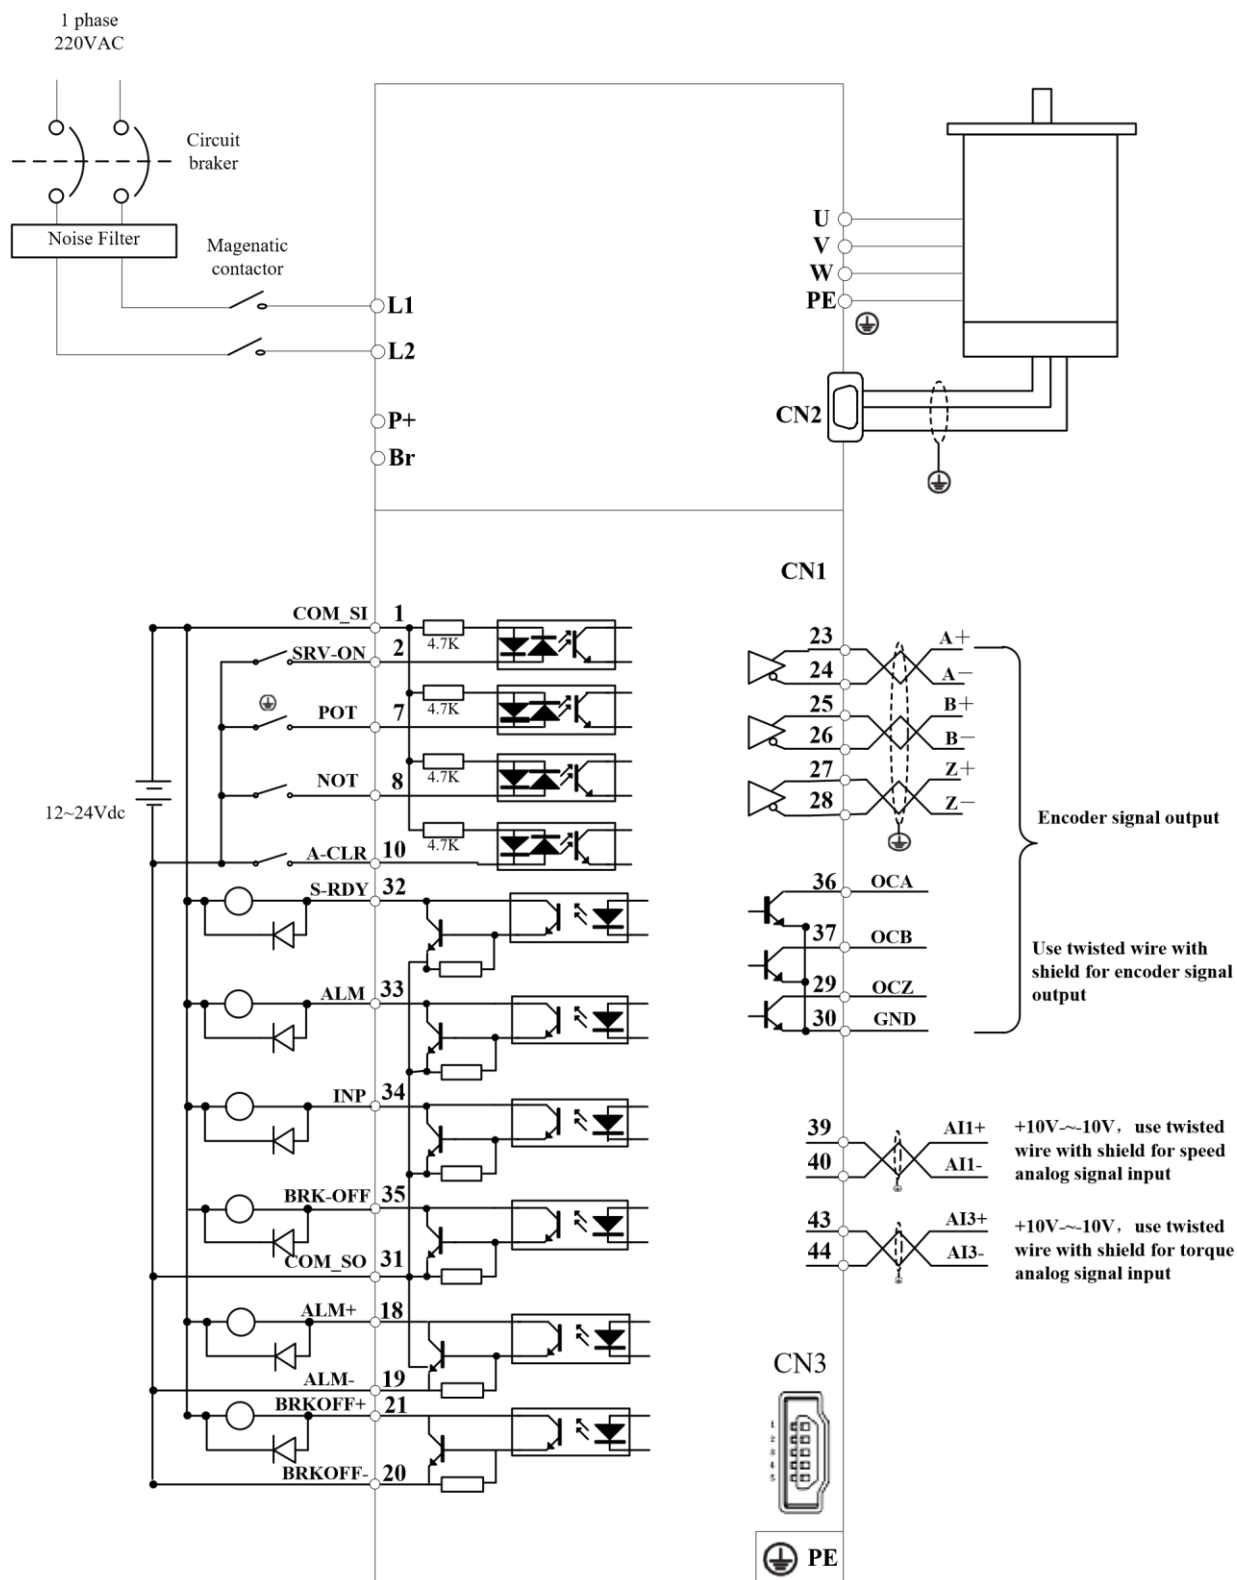 1 phase
220VAC
Circuit
braker
Noise Filter
Magenatic
contactor
L1
L2
P+
Br
U
V
W
PE
CN2
CN1
COM_SI 1
4.7K
SRV-ON 2
POT 7
4.7K
NOT 8
4.7K
A-CLR 10
4.7K
12~24Vdc
S-RDY 32
ALM 33
INP 34
BRK-OFF 35
COM_SO 31
ALM+ 18
ALM- 19
BRKOFF+ 21
BRKOFF- 20
23 A+
24 A-
25 B+
26 B-
27 Z+
28 Z-
Encoder signal output
36 OCA
37 OCB
29 OCZ
30 GND
Use twisted wire with
shield for encoder signal
output
39 AI1+
40 AI1-
+10V~-10V, use twisted
wire with shield for speed
analog signal input
43 AI3+
44 AI3-
+10V~-10V, use twisted
wire with shield for torque
analog signal input
CN3
1
2
3
4
5
PE